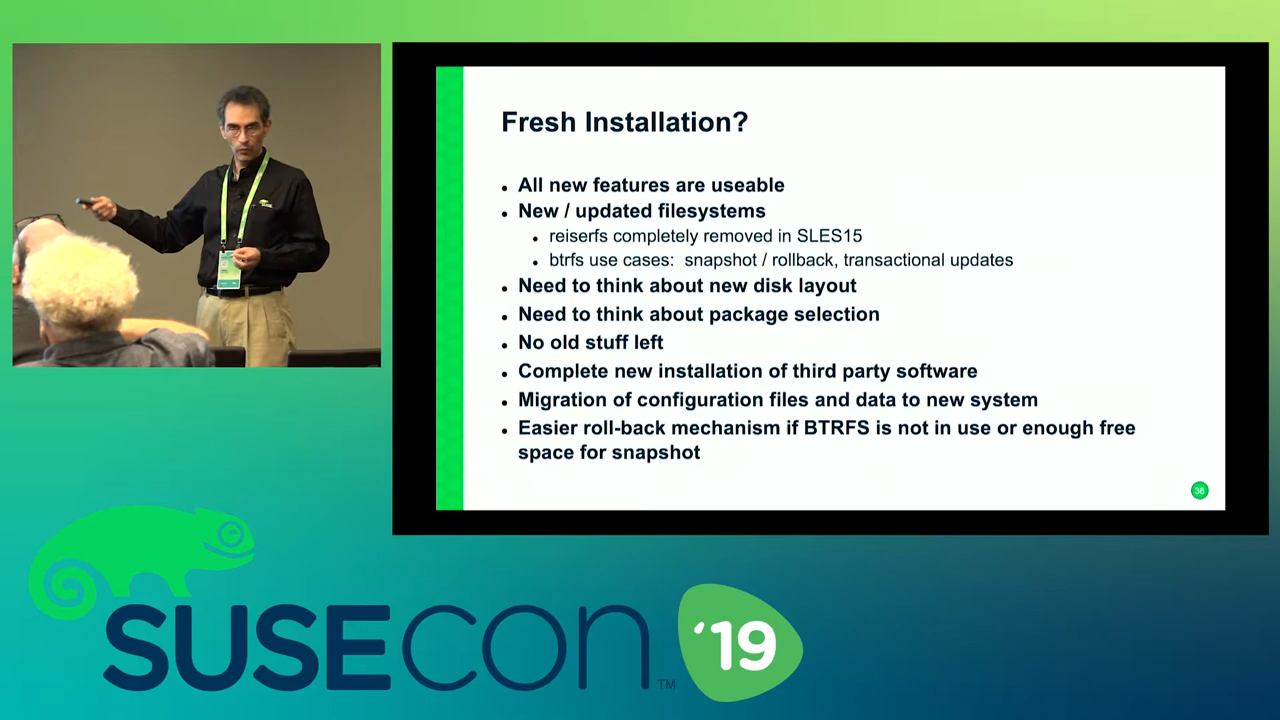 Fresh Installation?
• All new features are useable
• New / updated filesystems
• reiserfs completely removed in SLES15
• btrfs use cases: snapshot / rollback, transactional updates
• Need to think about new disk layout
• Need to think about package selection
• No old stuff left
• Complete new installation of third party software
• Migration of configuration files and data to new system
• Easier roll-back mechanism if BTRFS is not in use or enough free
space for snapshot
36
SUSE
SUSECON ™ '19